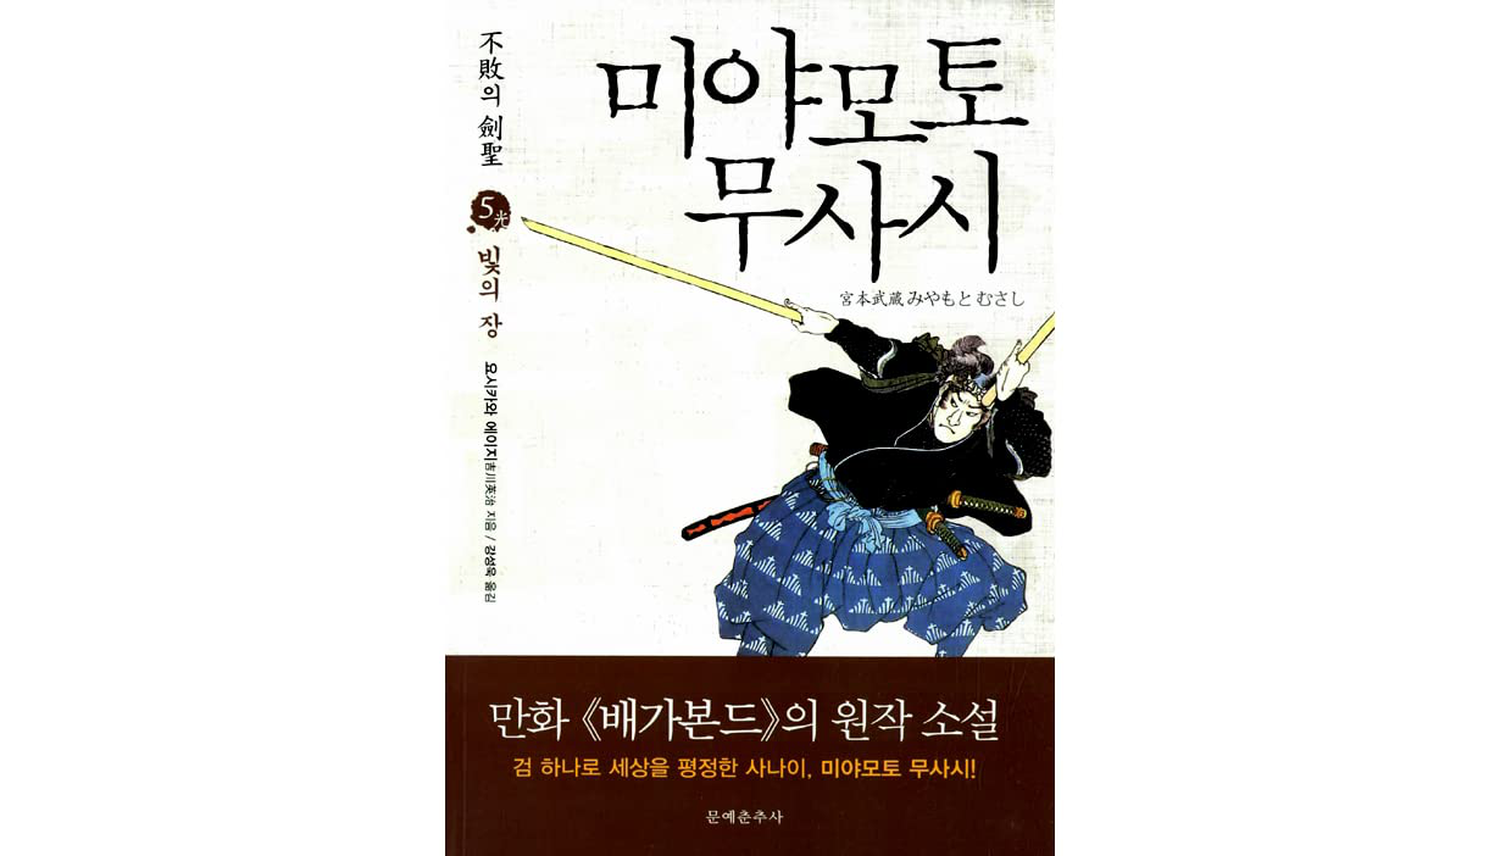 不敗의 劍聖
5 光
빛의 장
요시카와 에이지 吉川英治 지음 / 강성욱 옮김
미야모토
무사시
宮本武蔵 みやもと むさし
만화 《배가본드》의 원작 소설
검 하나로 세상을 평정한 사나이, 미야모토 무사시!
문예춘추사